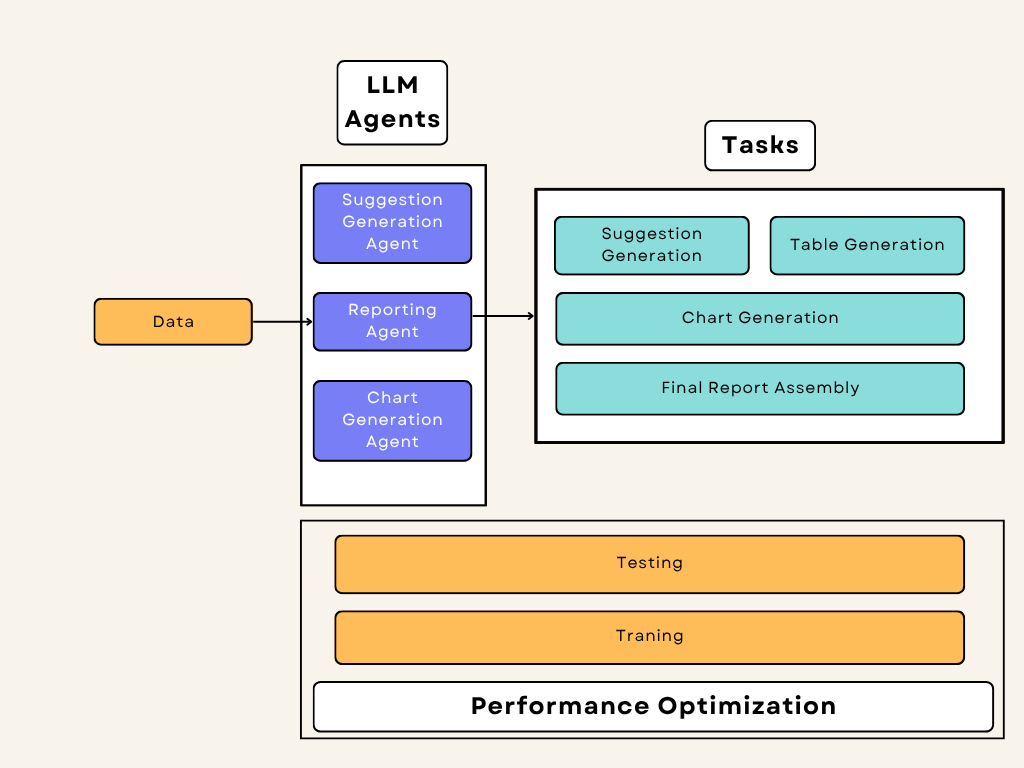 LLM
Agents
Tasks
Suggestion
Generation
Agent
Suggestion
Generation
Table Generation
Data
Reporting
Agent
Chart Generation
Final Report Assembly
Chart
Generation
Agent
Testing
Traning
Performance Optimization